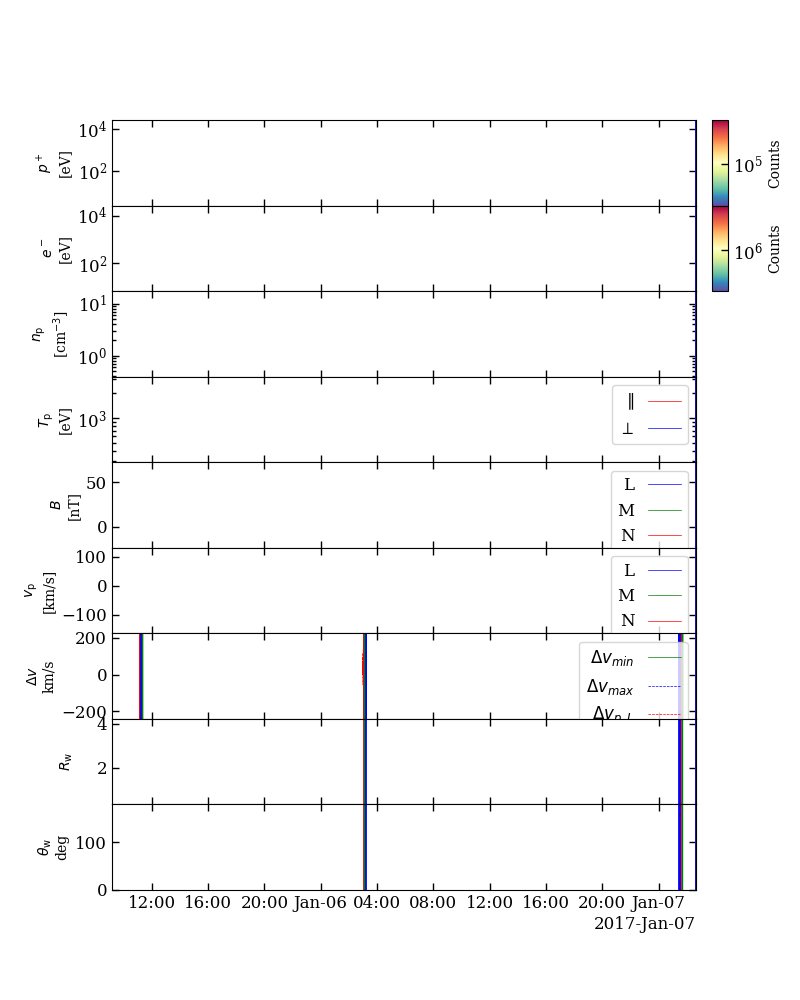 10⁴
10²
p⁺
[eV]
10⁵
Counts
10⁴
10²
e⁻
[eV]
10⁶
Counts
10¹
10⁰
nₚ
[cm⁻³]
10³
Tₚ
[eV]
∥
⊥
50
0
B
[nT]
L
M
N
100
0
−100
vₚ
[km/s]
L
M
N
200
0
−200
Δv
km/s
Δv_min
Δv_max
4
2
R_w
100
0
θ_w
deg
12:00 16:00 20:00 Jan-06 04:00 08:00 12:00 16:00 20:00 Jan-07
2017-Jan-07